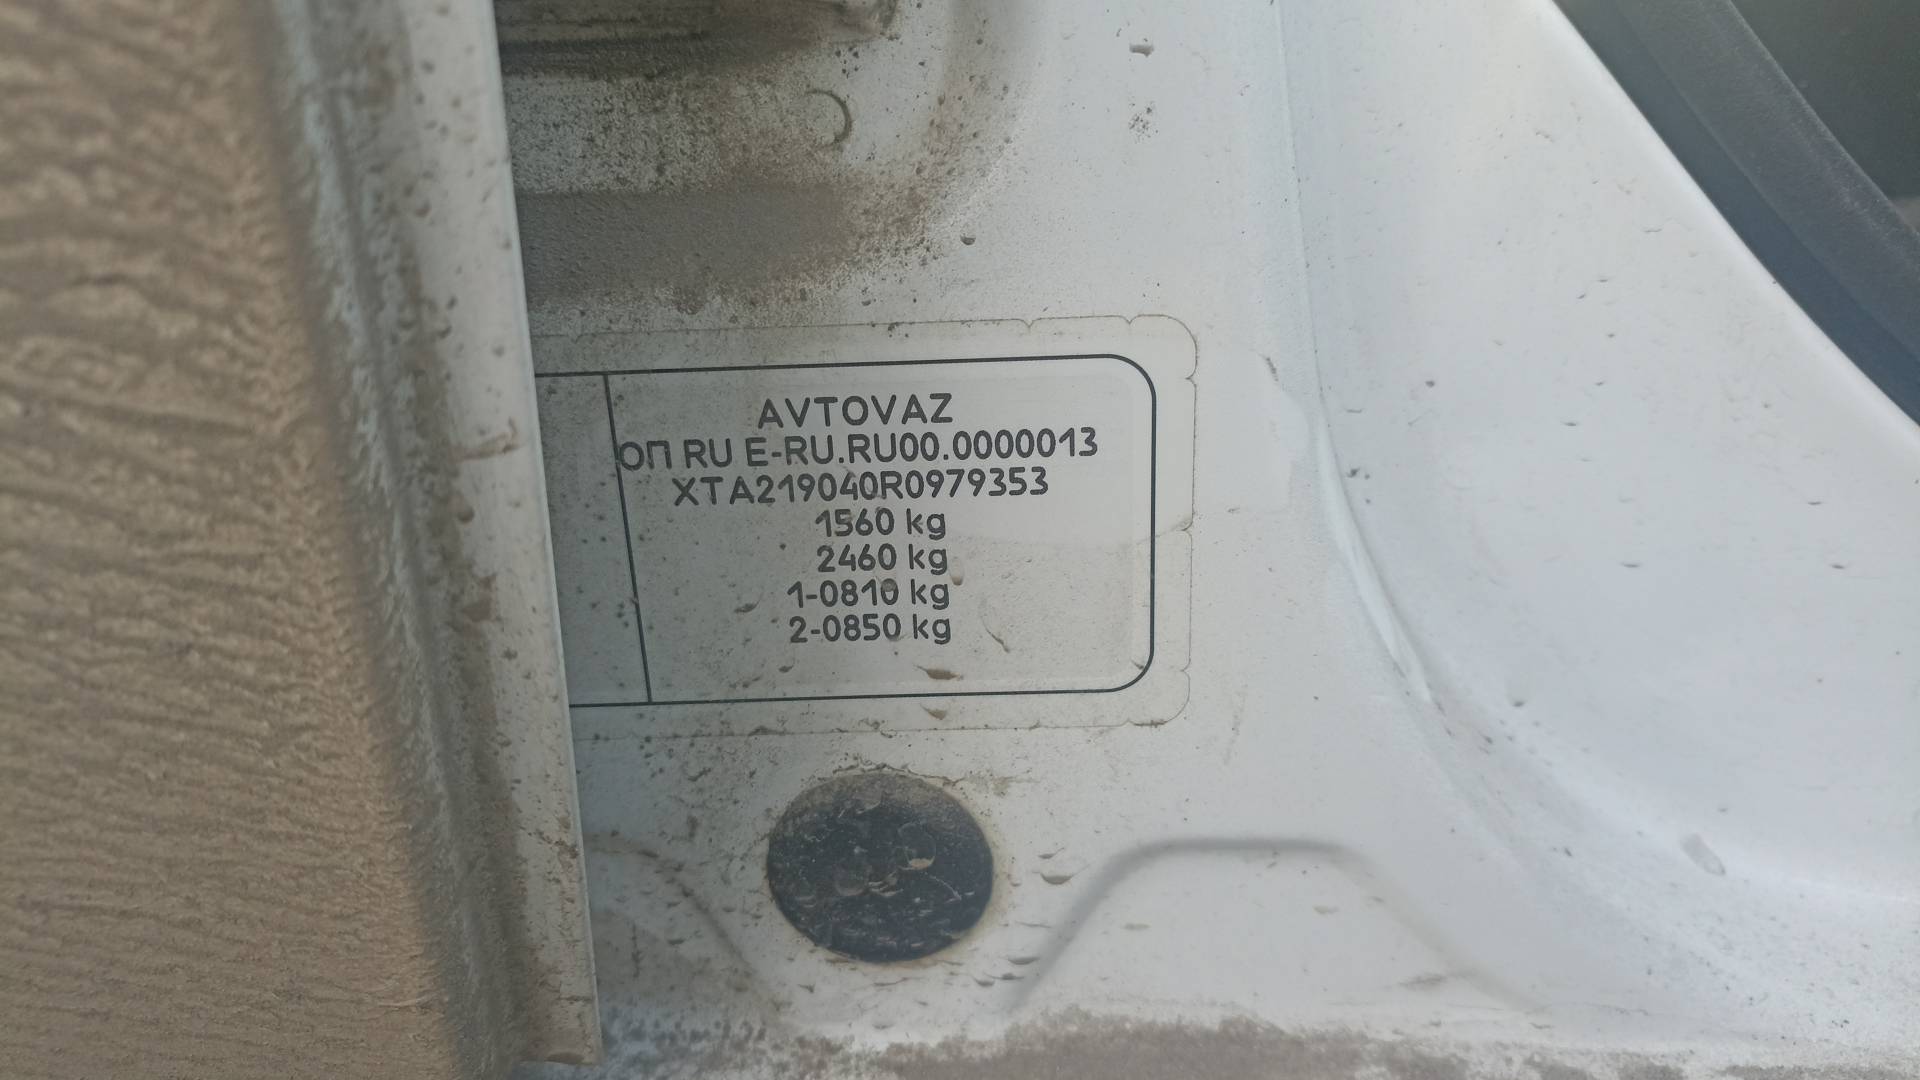 AVTOVAZ
ОП RU E-RU.RU00.0000013
XTA219040R0979353
1560 kg
2460 kg
1-0810 kg
2-0850 kg